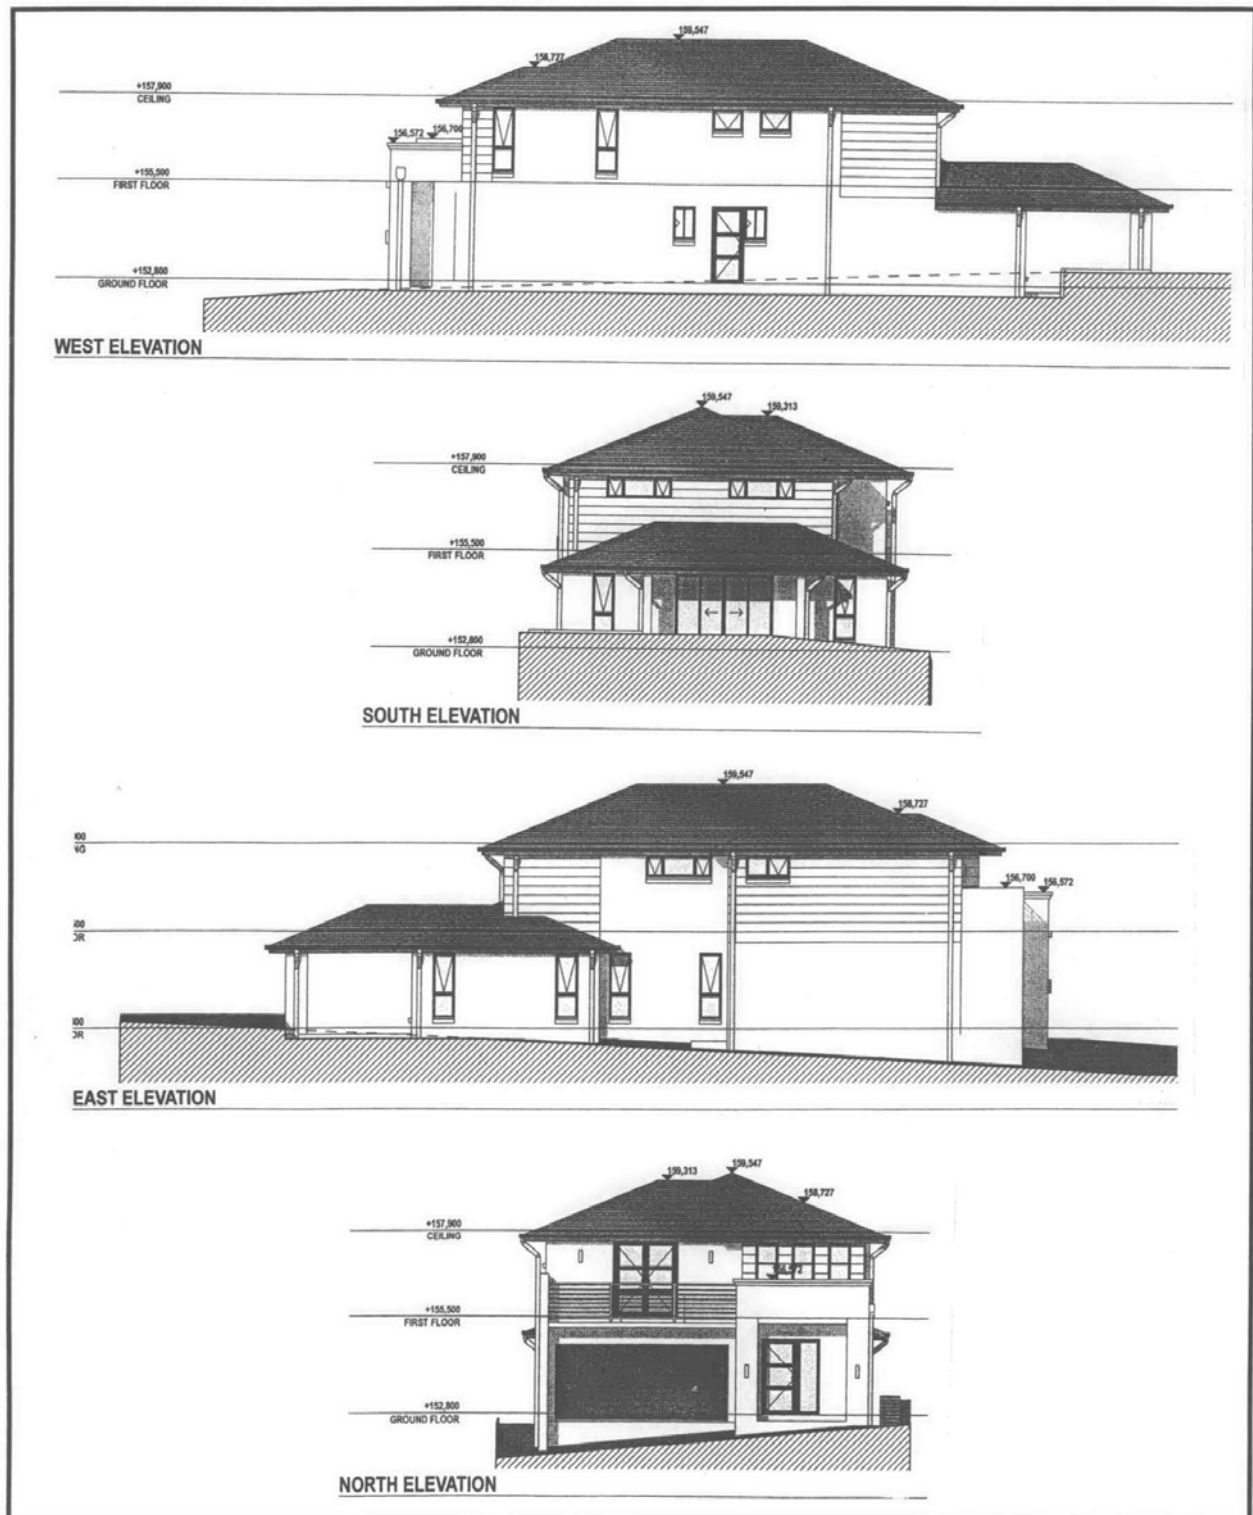 159,547
158,727
+157,900
CEILING
156,572 156,700
+155,500
FIRST FLOOR
+152,800
GROUND FLOOR
WEST ELEVATION
159,547
159,313
+157,900
CEILING
+155,500
FIRST FLOOR
+152,800
GROUND FLOOR
SOUTH ELEVATION
159,547
158,727
156,700
156,572
EAST ELEVATION
159,313
159,547
158,727
+157,900
CEILING
156,572
+155,500
FIRST FLOOR
+152,800
GROUND FLOOR
NORTH ELEVATION